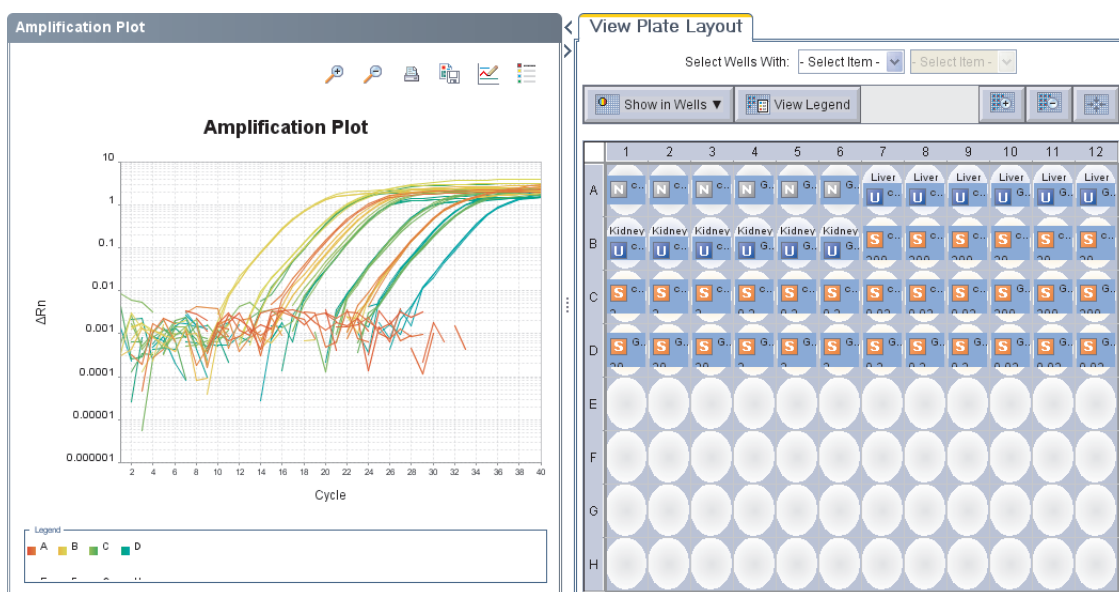 Amplification Plot
Amplification Plot
ΔRn
10
1
0.1
0.01
0.001
0.0001
0.00001
0.000001
2 4 6 8 10 12 14 16 18 20 22 24 26 28 30 32 34 36 38 40
Cycle
Legend
A B C D
View Plate Layout
Select Wells With: - Select Item - - Select Item -
Show in Wells ▼ View Legend
1 2 3 4 5 6 7 8 9 10 11 12
Liver Liver Liver Liver Liver Liver
A N c.. N c.. N c.. N G.. N G.. N G.. U c.. U c.. U c.. U G.. U G.. U G..
Kidney Kidney Kidney Kidney Kidney Kidney
B U c.. U c.. U c.. U G.. U G.. U G.. S c.. S c.. S c.. S c.. S c.. S c..
C S c.. S c.. S c.. S c.. S c.. S c.. S c.. S c.. S c.. S G.. S G.. S G..
D S G.. S G.. S G.. S G.. S G.. S G.. S G.. S G.. S G.. S G.. S G.. S G..
E
F
G
H